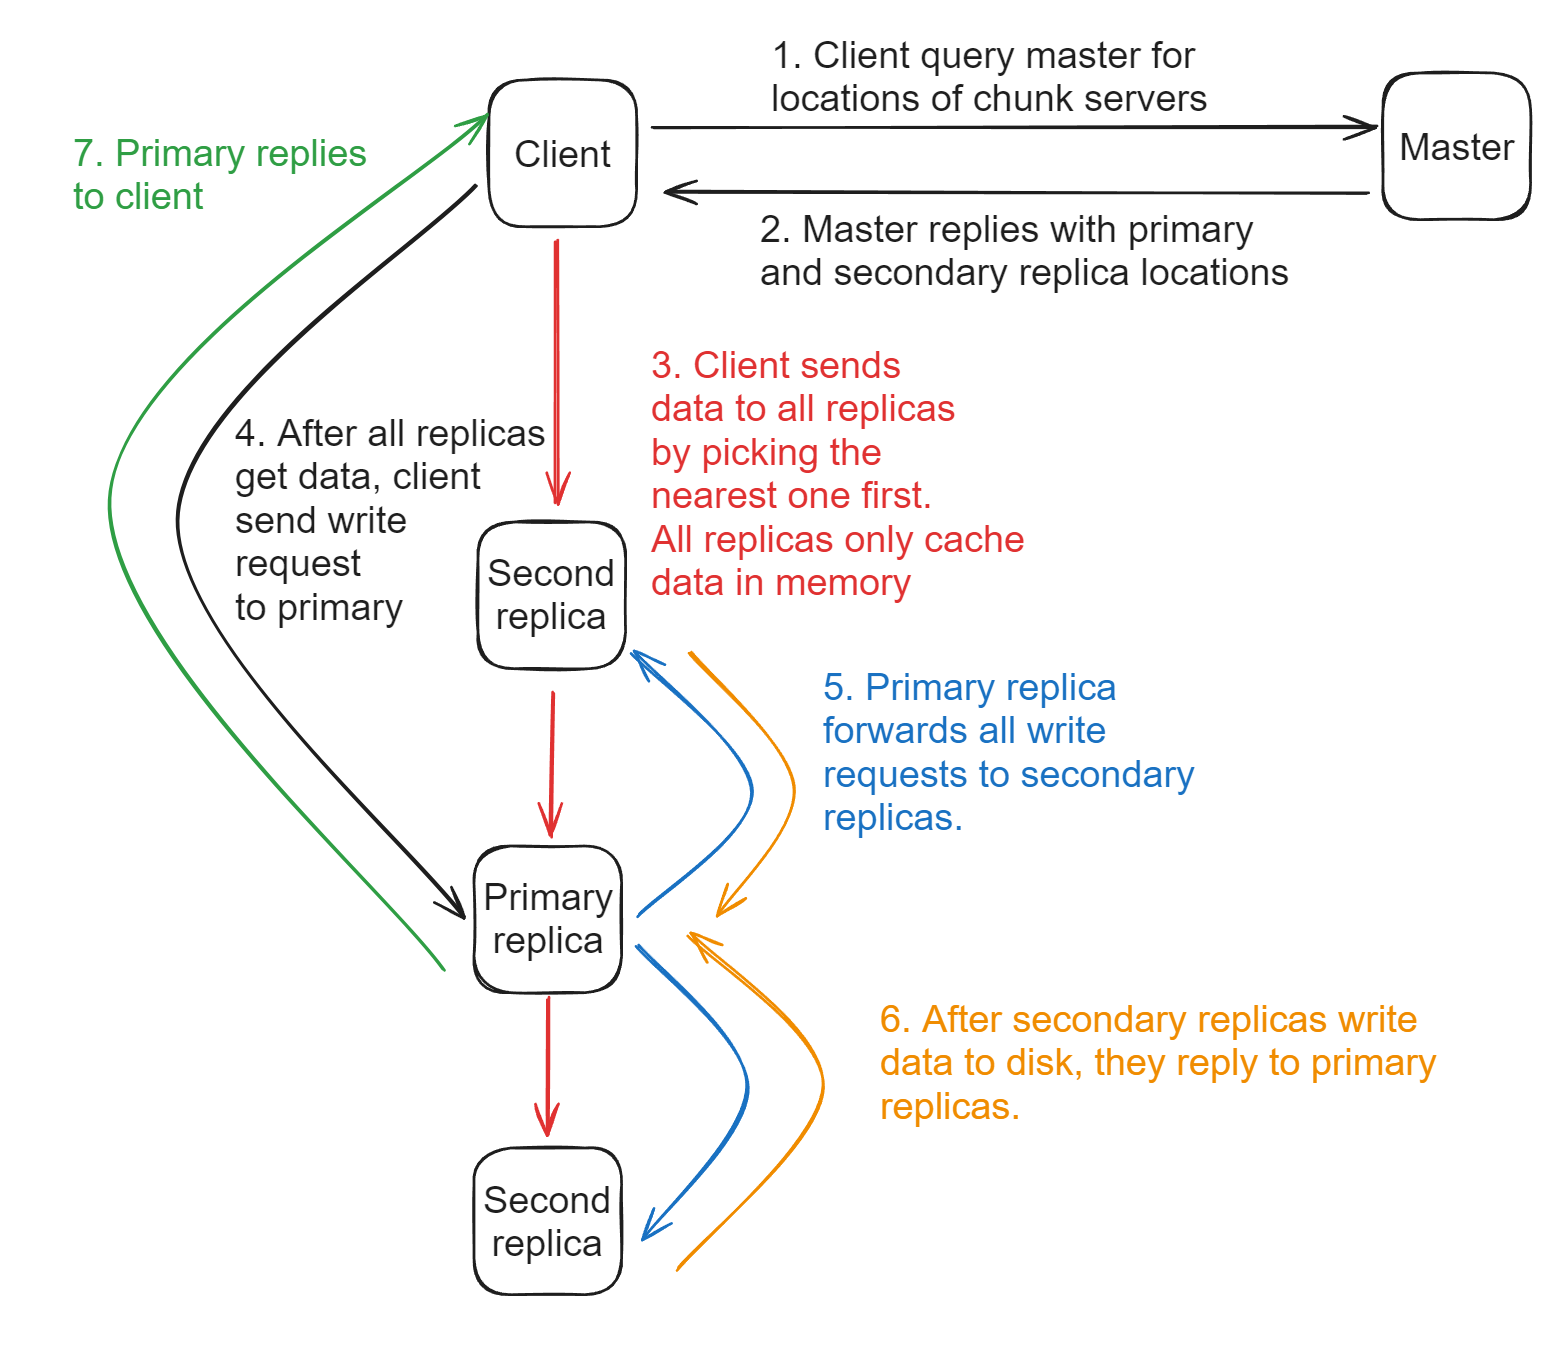 1. Client query master for
locations of chunk servers
Client
Master
7. Primary replies
to client
2. Master replies with primary
and secondary replica locations
3. Client sends
data to all replicas
by picking the
nearest one first.
All replicas only cache
data in memory
4. After all replicas
get data, client
send write
request
to primary
Second
replica
5. Primary replica
forwards all write
requests to secondary
replicas.
Primary
replica
6. After secondary replicas write
data to disk, they reply to primary
replicas.
Second
replica